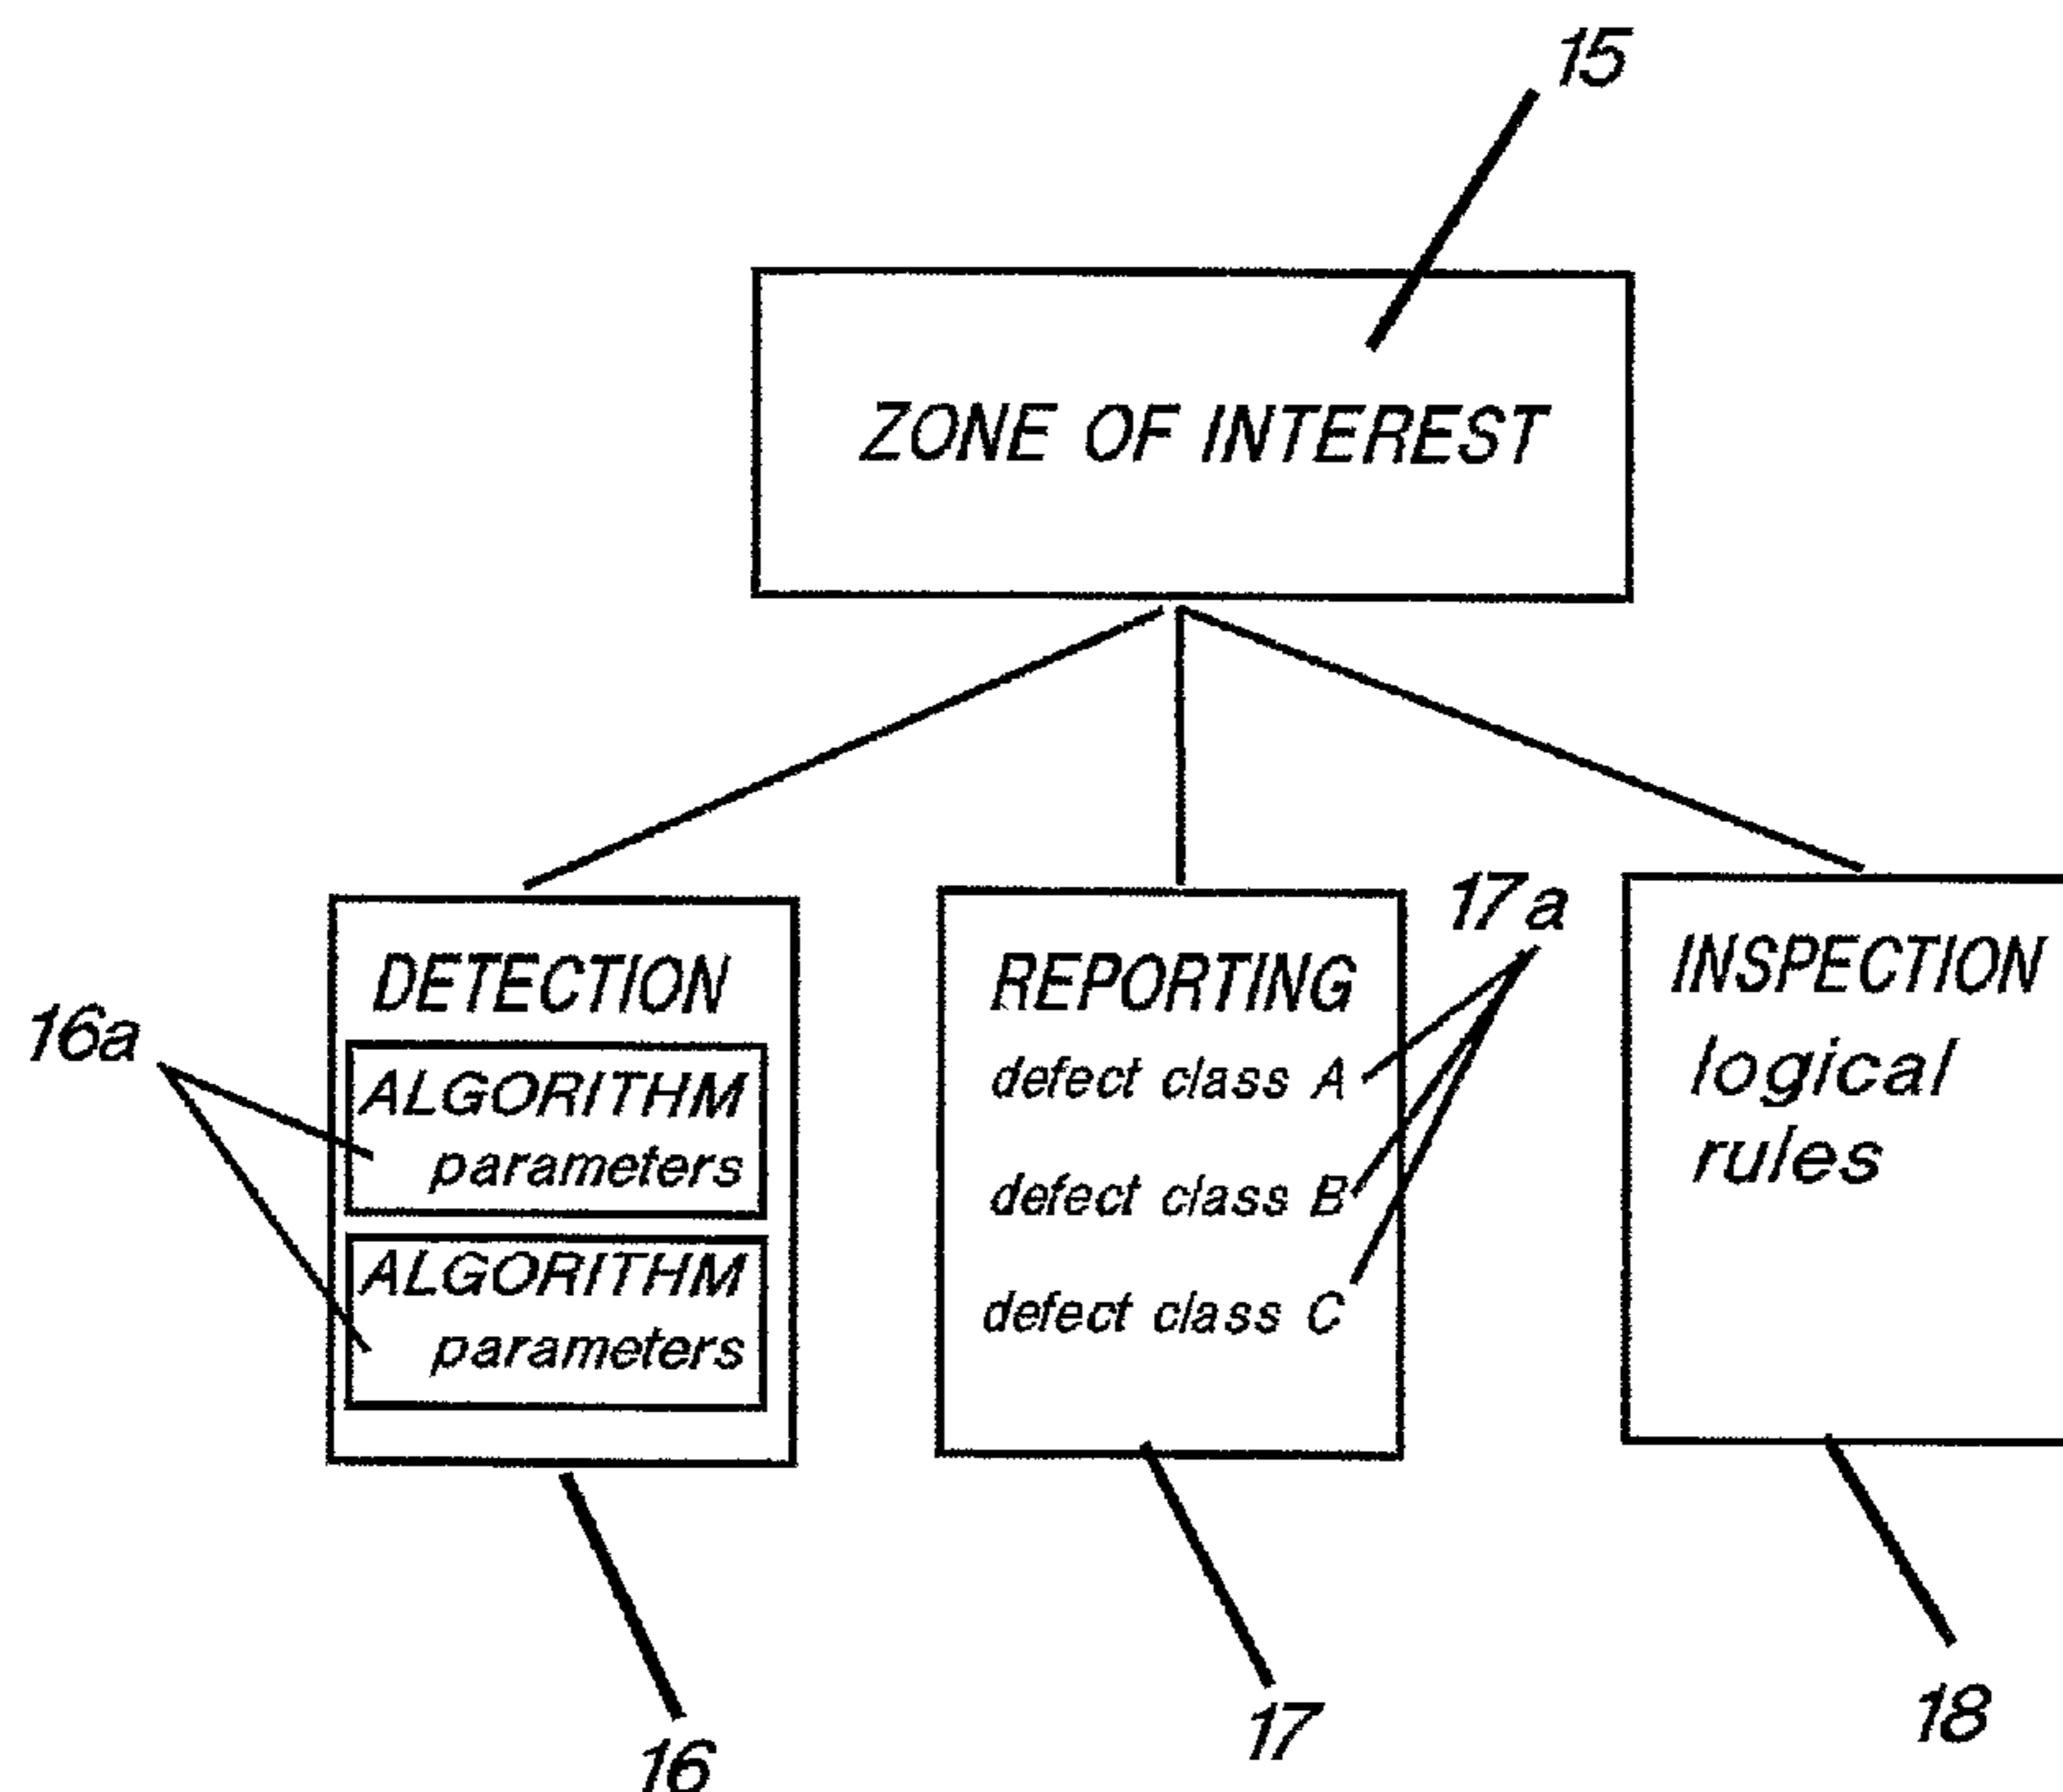 15
ZONE OF INTEREST
16a
DETECTION
ALGORITHM
parameters
ALGORITHM
parameters
16
17a
REPORTING
defect class A
defect class B
defect class C
17
INSPECTION
logical
rules
18